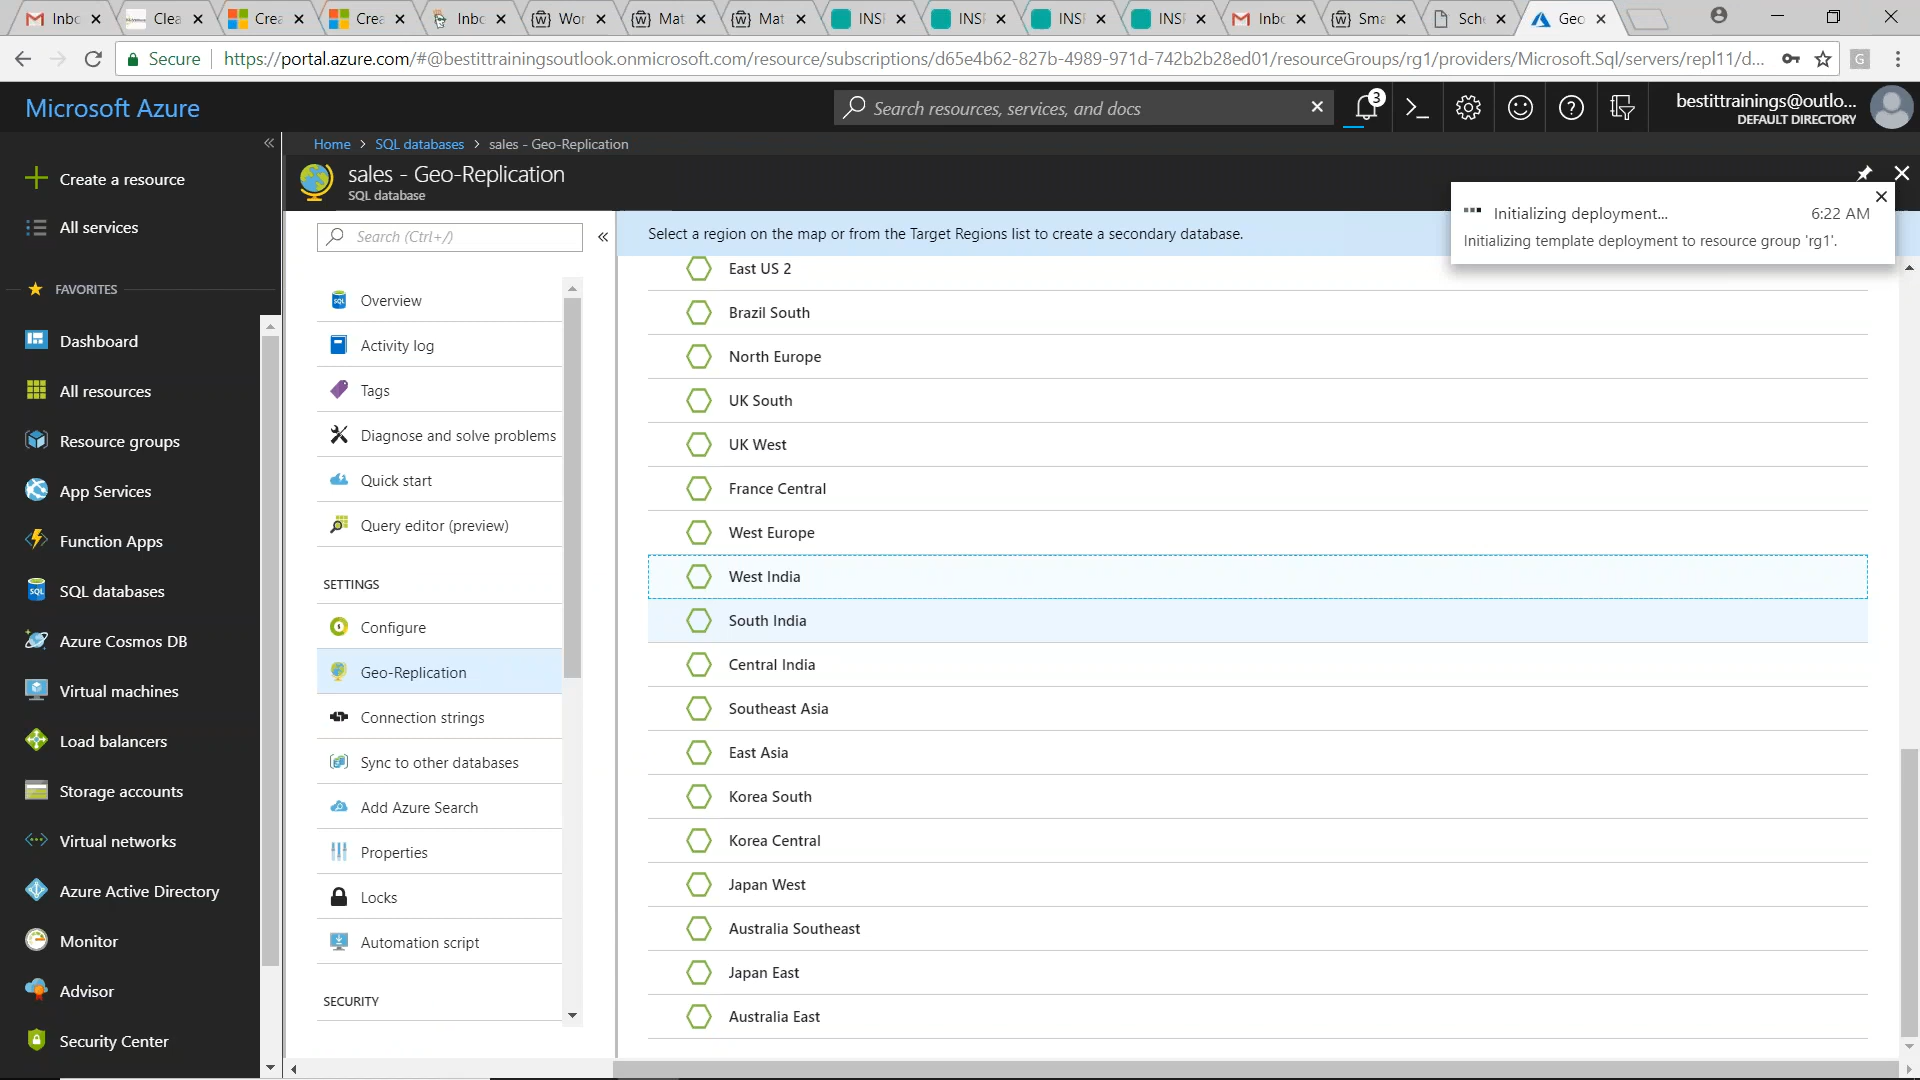 Inbc
Clea
Crea
Crea
Inbc
Wor
Mat
Mat
INSF
INSF
INSF
INSF
Inbc
Sma
Sche
Geo
Secure
https://portal.azure.com/#@bestittrainingsoutlook.onmicrosoft.com/resource/subscriptions/d65e4b62-827b-4989-971d-742b2b28ed01/resourceGroups/rg1/providers/Microsoft.Sql/servers/repl11/d...
G
Microsoft Azure
Search resources, services, and docs
3
bestittrainings@outlo...
DEFAULT DIRECTORY
Home > SQL databases > sales - Geo-Replication
sales - Geo-Replication
SQL database
Initializing deployment...
6:22 AM
Initializing template deployment to resource group 'rg1'.
Create a resource
All services
FAVORITES
Dashboard
All resources
Resource groups
App Services
Function Apps
SQL databases
Azure Cosmos DB
Virtual machines
Load balancers
Storage accounts
Virtual networks
Azure Active Directory
Monitor
Advisor
Security Center
Search (Ctrl+/)
Overview
Activity log
Tags
Diagnose and solve problems
Quick start
Query editor (preview)
SETTINGS
Configure
Geo-Replication
Connection strings
Sync to other databases
Add Azure Search
Properties
Locks
Automation script
SECURITY
Select a region on the map or from the Target Regions list to create a secondary database.
East US 2
Brazil South
North Europe
UK South
UK West
France Central
West Europe
West India
South India
Central India
Southeast Asia
East Asia
Korea South
Korea Central
Japan West
Australia Southeast
Japan East
Australia East